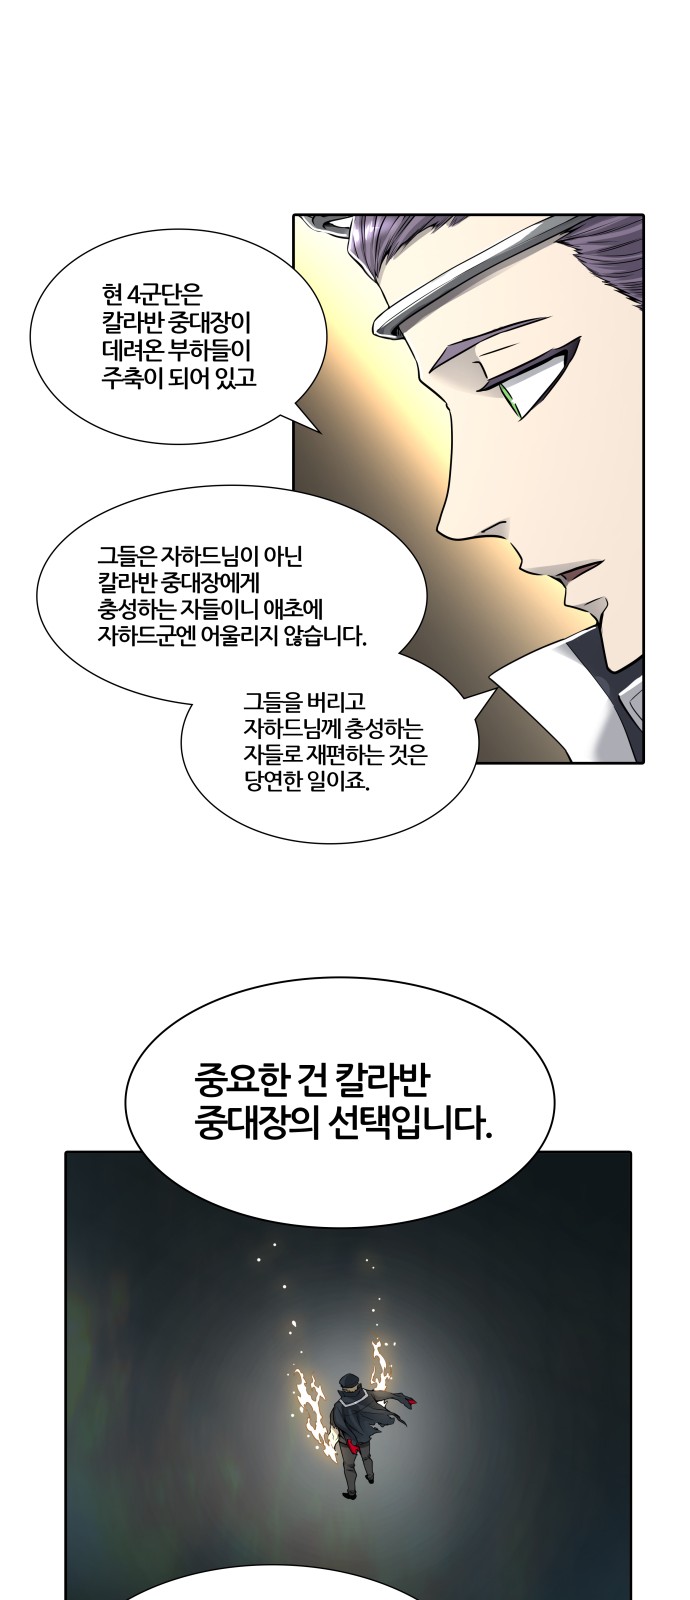 현 4군단은
칼라반 중대장이
데려온 부하들이
주축이 되어 있고
그들은 자하드님이 아닌
칼라반 중대장에게
충성하는 자들이니 애초에
자하드군엔 어울리지 않습니다.
그들을 버리고
자하드님께 충성하는
자들로 재편하는 것은
당연한 일이죠.
중요한 건 칼라반
중대장의 선택입니다.